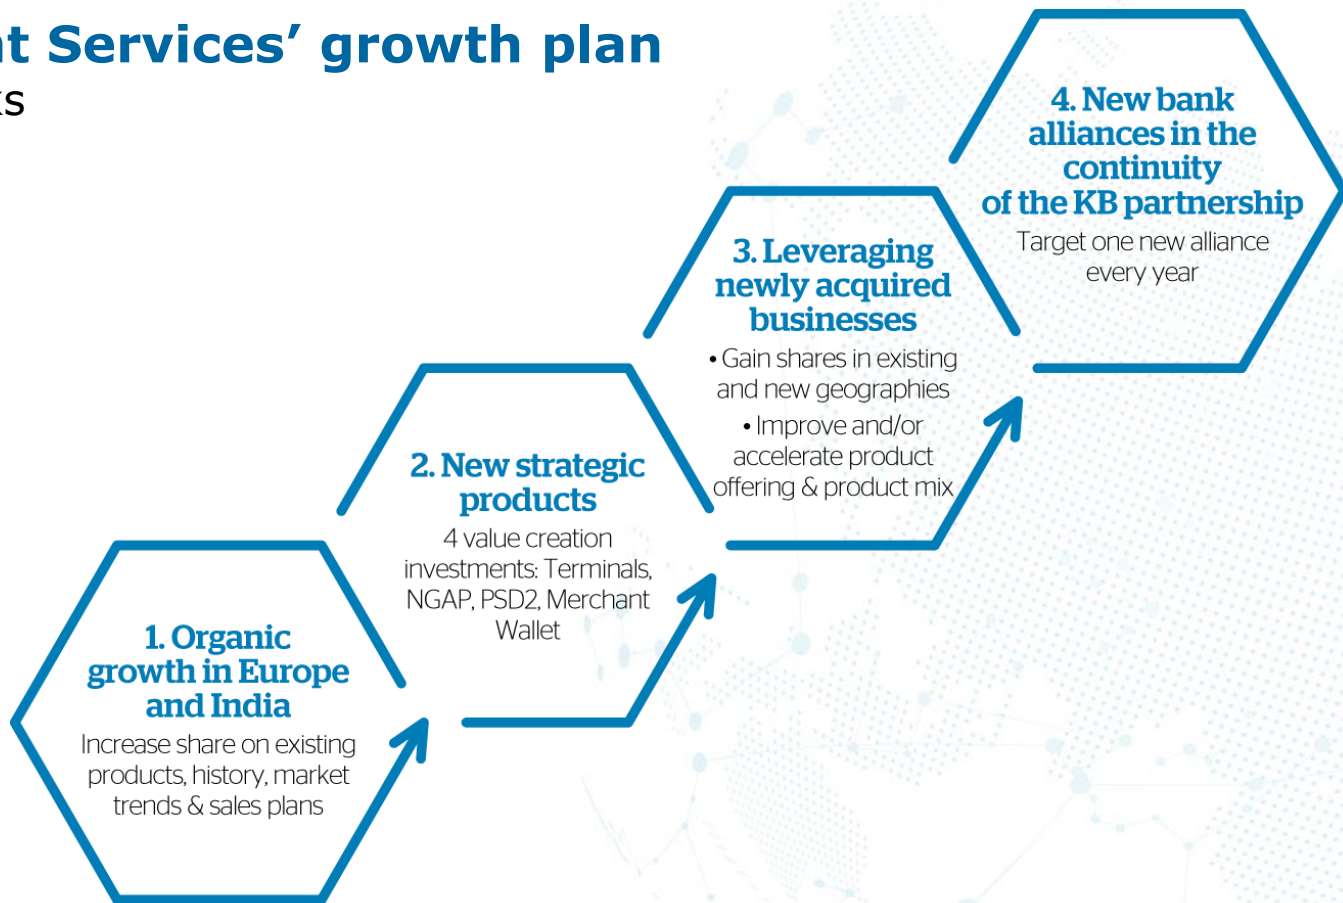 nt Services’ growth plan
ks
4. New bank
alliances in the
continuity
of the KB partnership
Target one new alliance
every year
3. Leveraging
newly acquired
businesses
• Gain shares in existing
and new geographies
• Improve and/or
accelerate product
offering & product mix
2. New strategic
products
4 value creation
investments: Terminals,
NGAP, PSD2, Merchant
Wallet
1. Organic
growth in Europe
and India
Increase share on existing
products, history, market
trends & sales plans